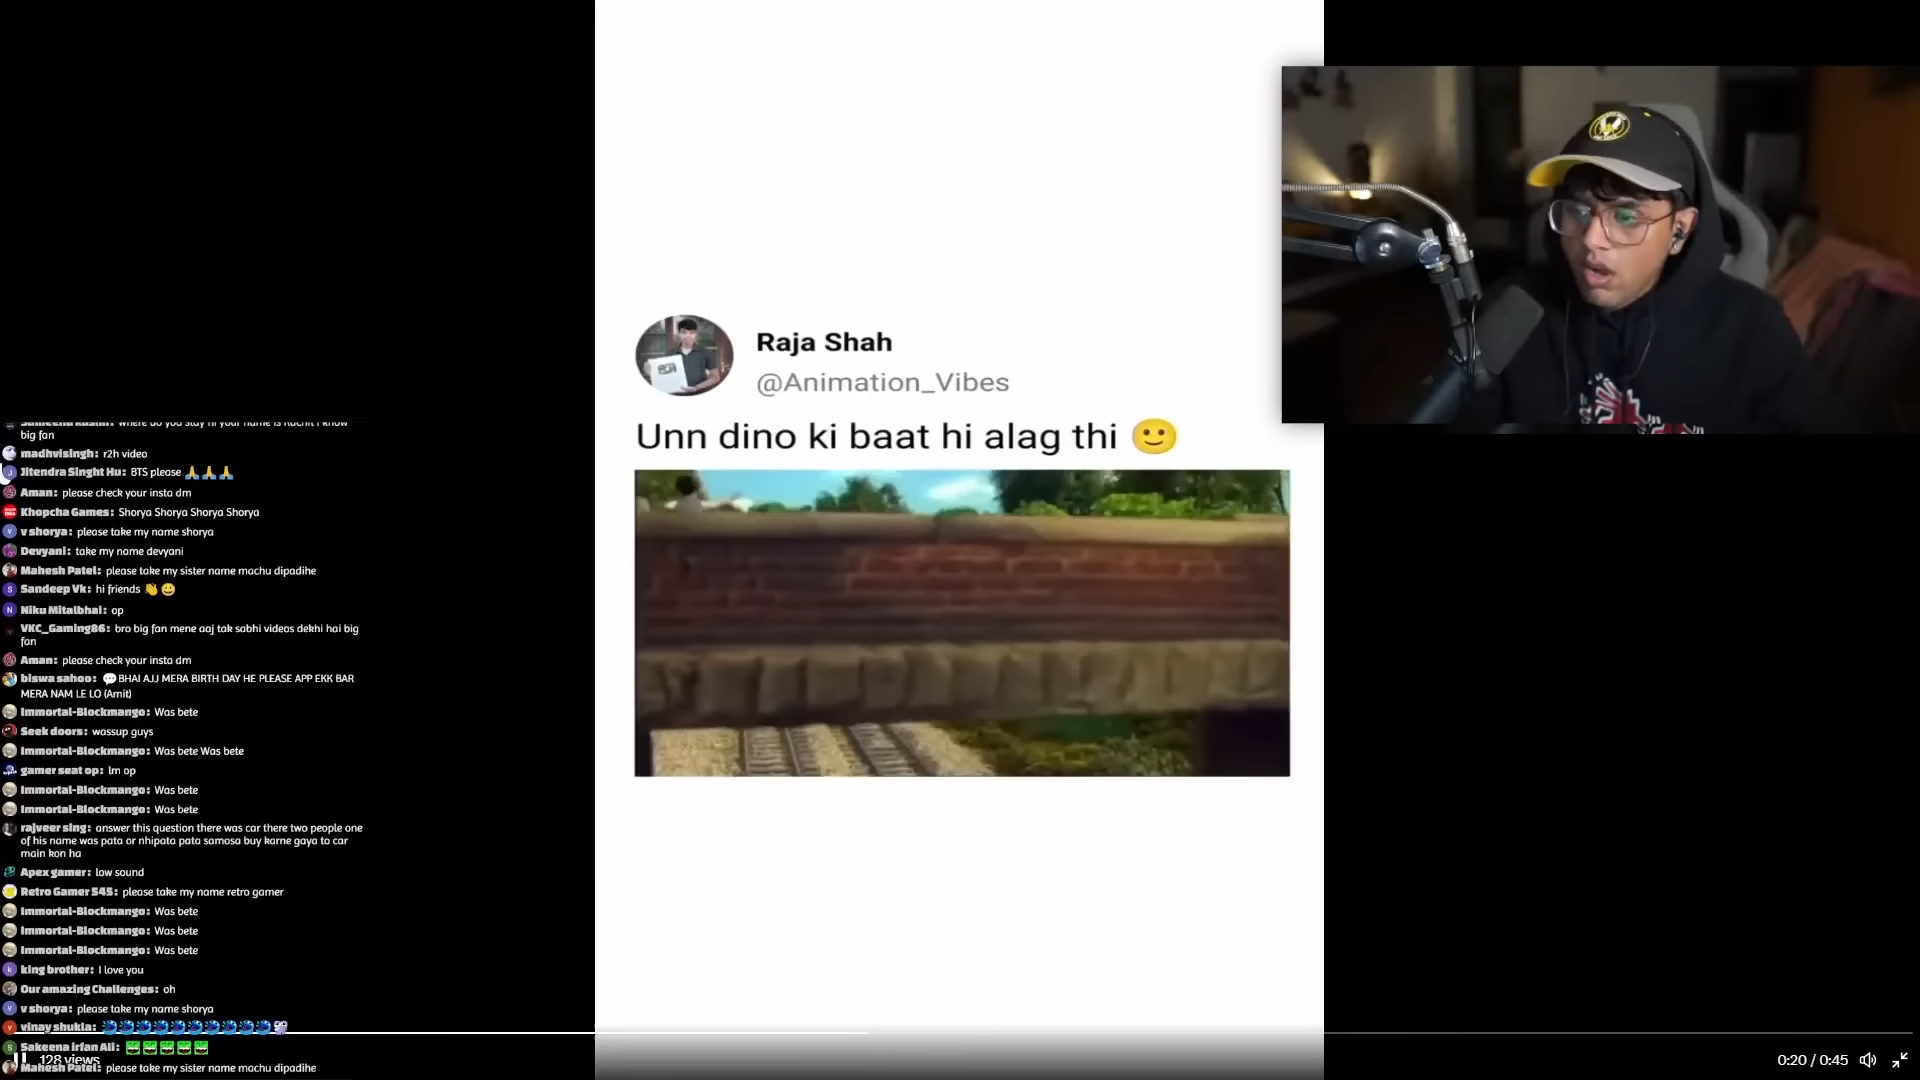 where do you stay hi your name is Rachit i know
big fan
madhvisingh: r2h video
Jitendra Singht Hu: BTS please 🙏🙏🙏
Aman: please check your insta dm
Khopcha Games: Shorya Shorya Shorya Shorya
v shorya: please take my name shorya
Devyani: take my name devyani
Mahesh Patel: please take my sister name machu dipadihe
Sandeep Vk: hi friends 👋😀
Niku Mitalbhai: op
VKC_Gaming86: bro big fan mene aaj tak sabhi videos dekhi hai big
fan
Aman: please check your insta dm
biswa sahoo: 💬BHAI AJJ MERA BIRTH DAY HE PLEASE APP EKK BAR
MERA NAM LE LO (Amit)
Immortal-Blockmango: Was bete
Seek doors: wassup guys
Immortal-Blockmango: Was bete Was bete
gamer seat op: Im op
Immortal-Blockmango: Was bete
Immortal-Blockmango: Was bete
rajveer sing: answer this question there was car there two people one
of his name was pata or nhipata pata samosa buy karne gaya to car
main kon ha
Apex gamer: low sound
Retro Gamer 545: please take my name retro gamer
Immortal-Blockmango: Was bete
Immortal-Blockmango: Was bete
Immortal-Blockmango: Was bete
king brother: I love you
Our amazing Challenges: oh
v shorya: please take my name shorya
vinay shukla:
Sakeena irfan Ali:
128 views
Mahesh Patel: please take my sister name machu dipadihe
Raja Shah
@Animation_Vibes
Unn dino ki baat hi alag thi 🙂
0:20 / 0:45